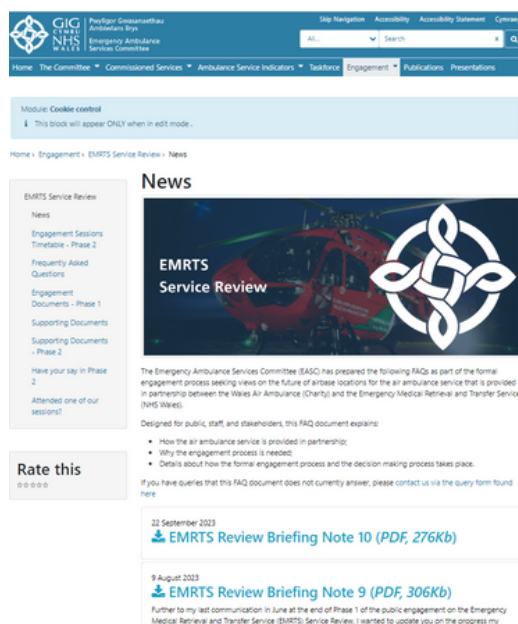 GIG
CYMRU
NHS
WALES
Pwyllgor Gwasanaethau
Ambiwlans Brys
Emergency Ambulance
Services Committee
Skip Navigation Accessibility Accessibility Statement Cymraeg
All... Search x
Home The Committee Commissioned Services Ambulance Service Indicators Taskforce Engagement Publications Presentations
Module: Cookie control
This block will appear ONLY when in edit mode.
Home › Engagement › EMRTS Service Review › News
EMRTS Service Review
News
Engagement Sessions
Timetable - Phase 2
Frequently Asked
Questions
Engagement
Documents - Phase 1
Supporting Documents
Supporting Documents
- Phase 2
Have your say in Phase
2
Attended one of our
sessions?
Rate this
News
EMRTS
Service Review
The Emergency Ambulance Services Committee (EASC) has prepared the following FAQs as part of the formal
engagement process seeking views on the future of airbase locations for the air ambulance service that is provided
in partnership between the Wales Air Ambulance (Charity) and the Emergency Medical Retrieval and Transfer Service
(NHS Wales).
Designed for public, staff, and stakeholders, this FAQ document explains:
• How the air ambulance service is provided in partnership;
• Why the engagement process is needed;
• Details about how the formal engagement process and the decision making process takes place.
If you have queries that this FAQ document does not currently answer, please contact us via the query form found
here
22 September 2023
EMRTS Review Briefing Note 10 (PDF, 276Kb)
9 August 2023
EMRTS Review Briefing Note 9 (PDF, 306Kb)
Further to my last communication in June at the end of Phase 1 of the public engagement on the Emergency
Medical Retrieval and Transfer Service (EMRTS) Service Review, I wanted to update you on the progress my